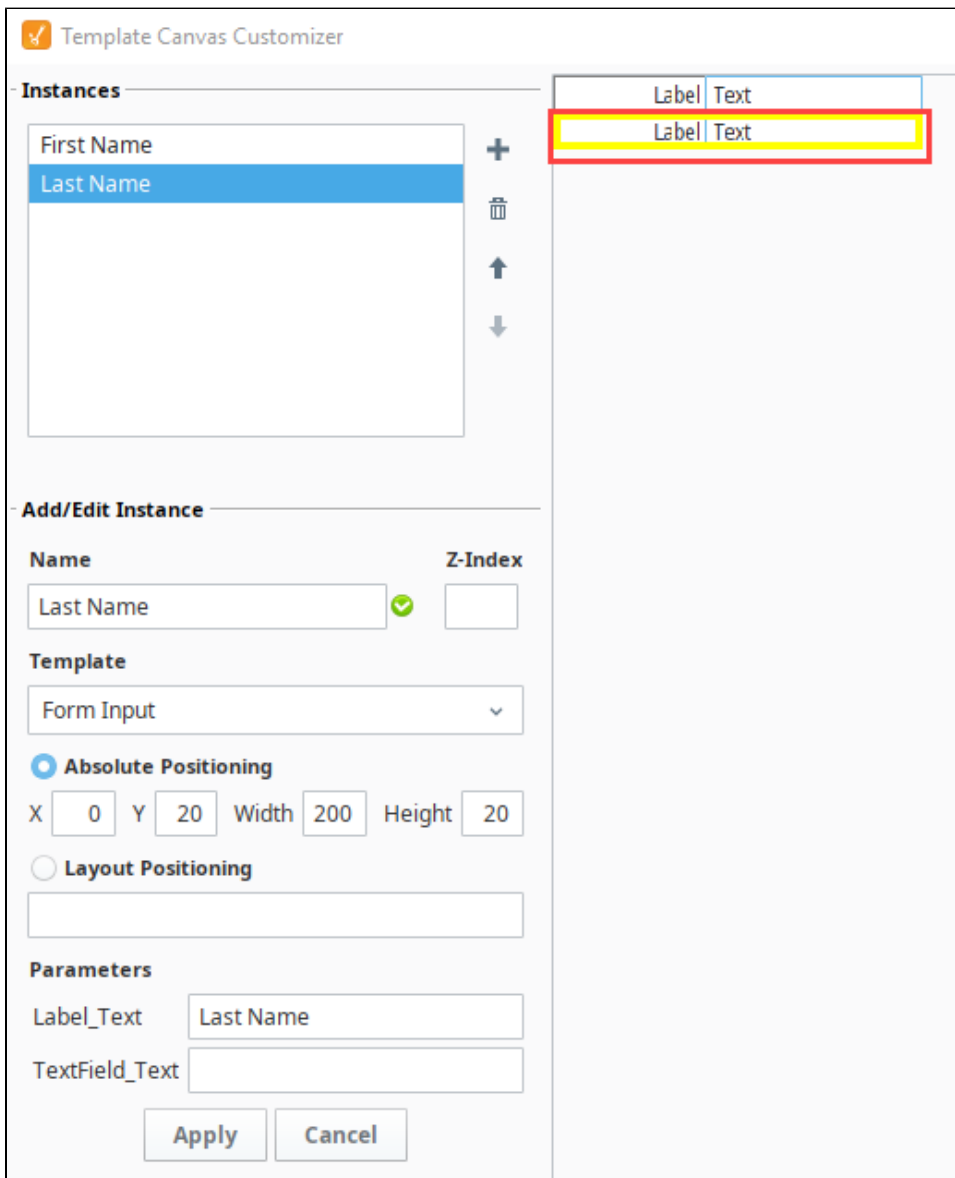 Template Canvas Customizer
Instances
First Name
Last Name
Label Text
Label Text
Add/Edit Instance
Name Z-Index
Last Name
Template
Form Input
Absolute Positioning
X 0 Y 20 Width 200 Height 20
Layout Positioning
Parameters
Label_Text Last Name
TextField_Text
Apply Cancel